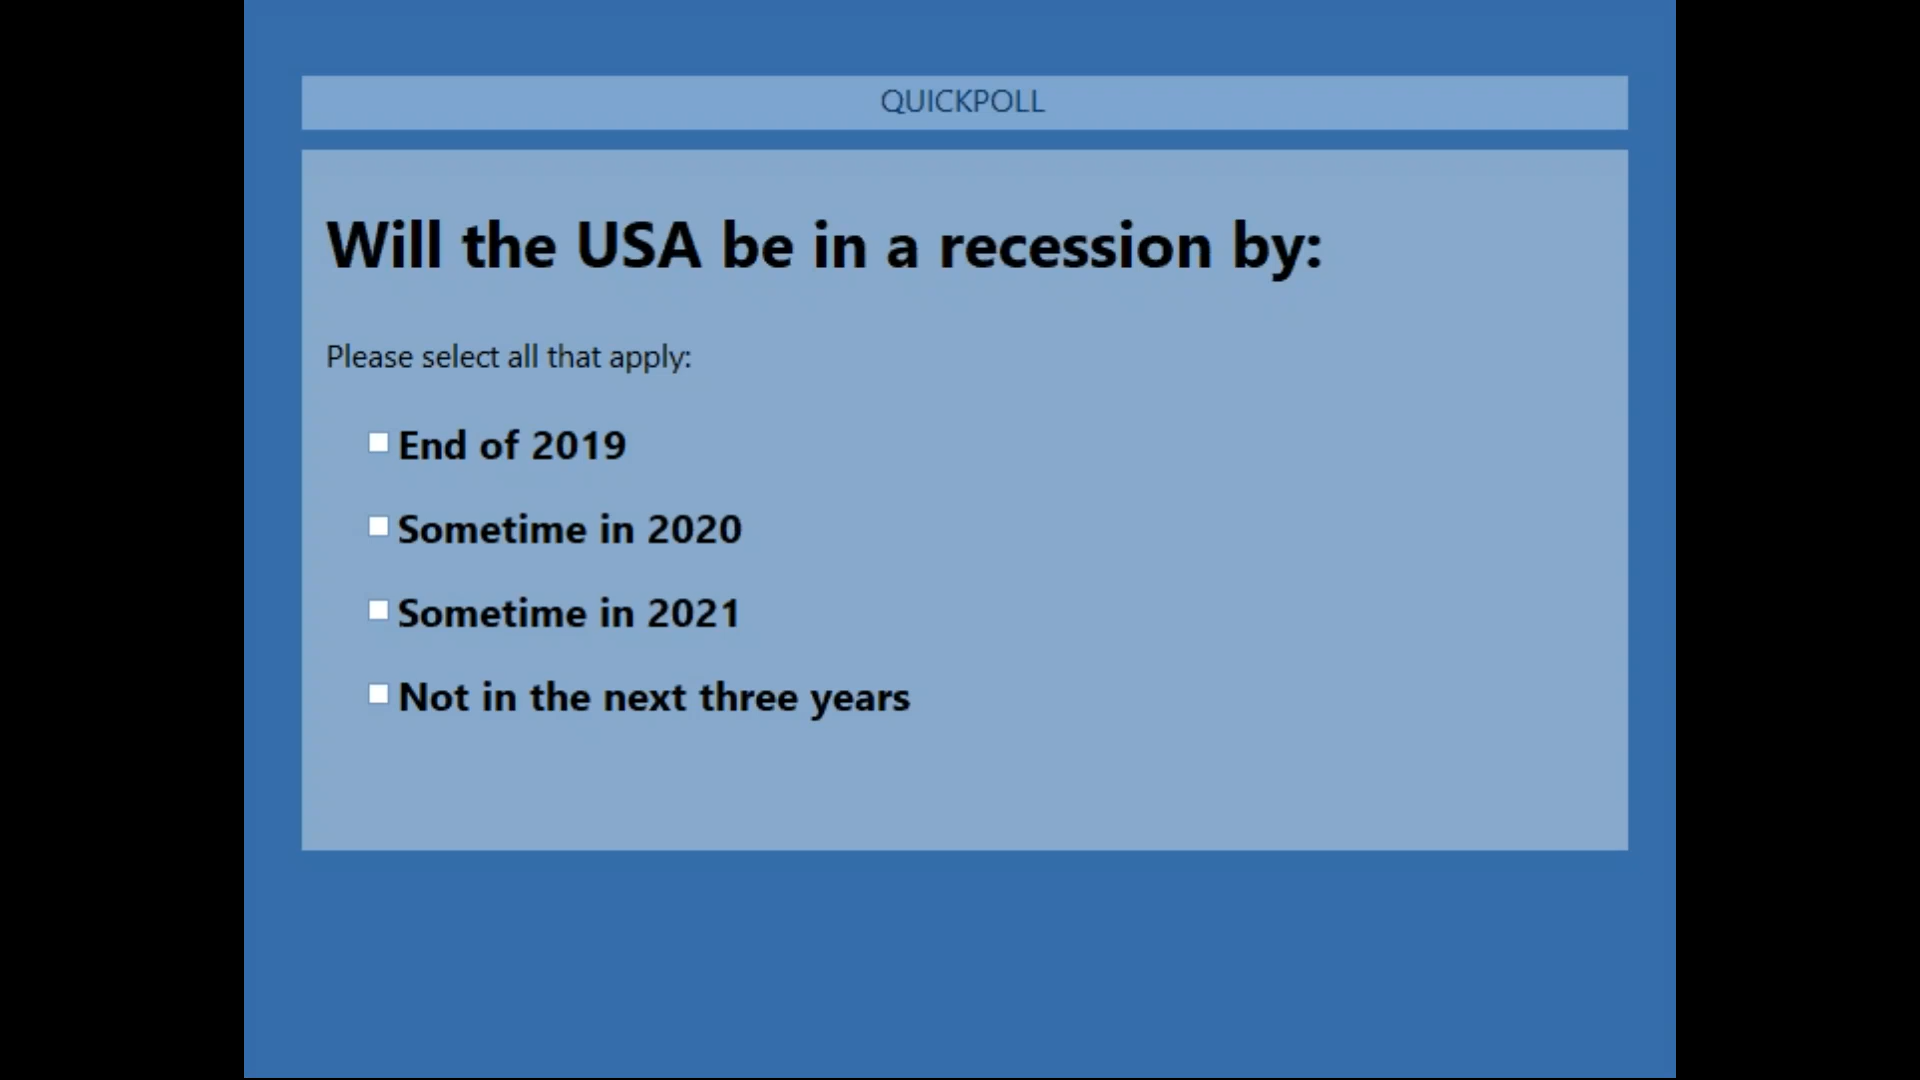 QUICKPOLL
Will the USA be in a recession by:
Please select all that apply:
End of 2019
Sometime in 2020
Sometime in 2021
Not in the next three years